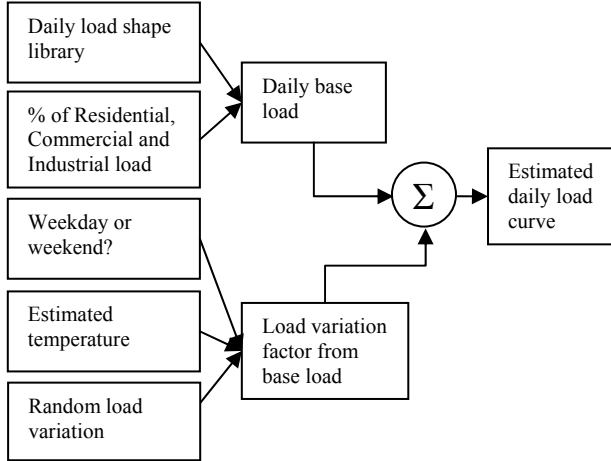 Daily load shape
library
% of Residential,
Commercial and
Industrial load
Daily base
load
Weekday or
weekend?
Estimated
temperature
Random load
variation
Load variation
factor from
base load
Σ
Estimated
daily load
curve